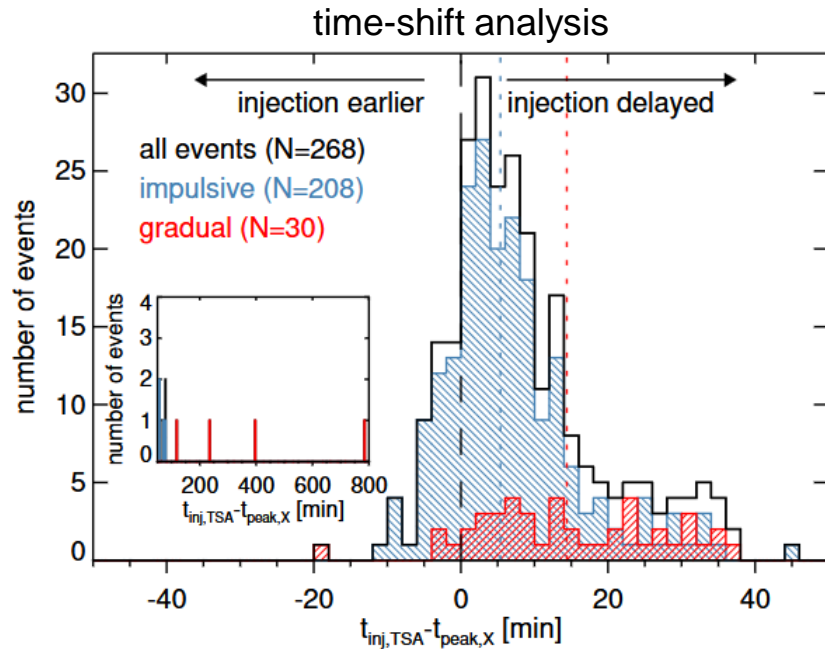 time-shift analysis
injection earlier
injection delayed
all events (N=268)
impulsive (N=208)
gradual (N=30)
number of events
30
25
20
15
10
5
0
-40
-20
0
20
40
t_inj,TSA-t_peak,X [min]
number of events
4
3
2
1
0
200
400
600
800
t_inj,TSA-t_peak,X [min]